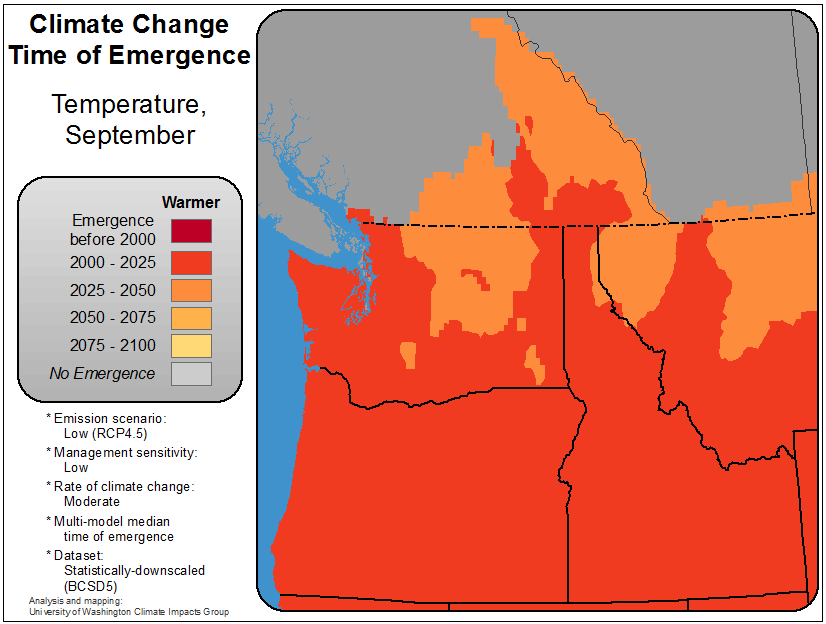 Climate Change
Time of Emergence
Temperature,
September
Warmer
Emergence
before 2000
2000 - 2025
2025 - 2050
2050 - 2075
2075 - 2100
No Emergence
* Emission scenario:
Low (RCP4.5)
* Management sensitivity:
Low
* Rate of climate change:
Moderate
* Multi-model median
time of emergence
* Dataset:
Statistically-downscaled
(BCSD5)
Analysis and mapping:
University of Washington Climate Impacts Group